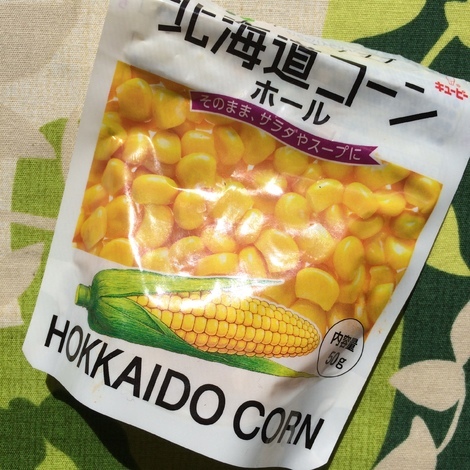 キユーピー
北海道コーン
ホール
そのまま、サラダやスープに
内容量
50g
HOKKAIDO CORN